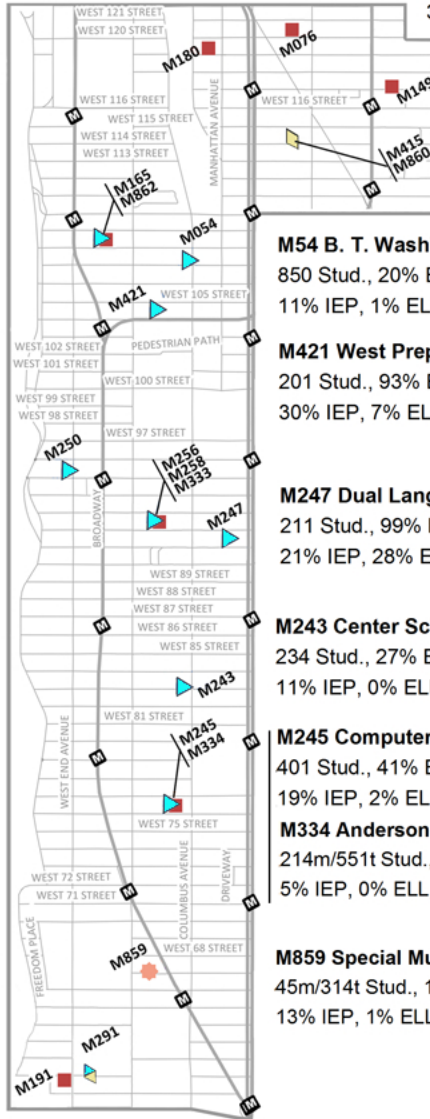 WEST 121 STREET
WEST 120 STREET
M180
M076
M149
WEST 116 STREET
WEST 116 STREET
WEST 115 STREET
WEST 114 STREET
WEST 113 STREET
MANHATTAN AVENUE
M415
M860
M165
M862
M054
M421
WEST 105 STREET
WEST 102 STREET
WEST 101 STREET
PEDESTRIAN PATH
WEST 100 STREET
WEST 99 STREET
WEST 98 STREET
WEST 97 STREET
M250
M256
M258
M333
M247
BROADWAY
WEST 89 STREET
WEST 88 STREET
WEST 87 STREET
WEST 86 STREET
WEST 85 STREET
M243
WEST 81 STREET
M245
M334
WEST END AVENUE
WEST 75 STREET
COLUMBUS AVENUE
DRIVEWAY
WEST 72 STREET
WEST 71 STREET
FREEDOM PLACE
WEST 68 STREET
M859
M291
M191
M54 B. T. Wash
850 Stud., 20% E
11% IEP, 1% EL
M421 West Prep
201 Stud., 93% E
30% IEP, 7% EL
M247 Dual Lang
211 Stud., 99%
21% IEP, 28% E
M243 Center Sc
234 Stud., 27% E
11% IEP, 0% EL
M245 Computer
401 Stud., 41% E
19% IEP, 2% EL
M334 Anderson
214m/551t Stud.,
5% IEP, 0% ELL
M859 Special Mu
45m/314t Stud., 1
13% IEP, 1% ELL